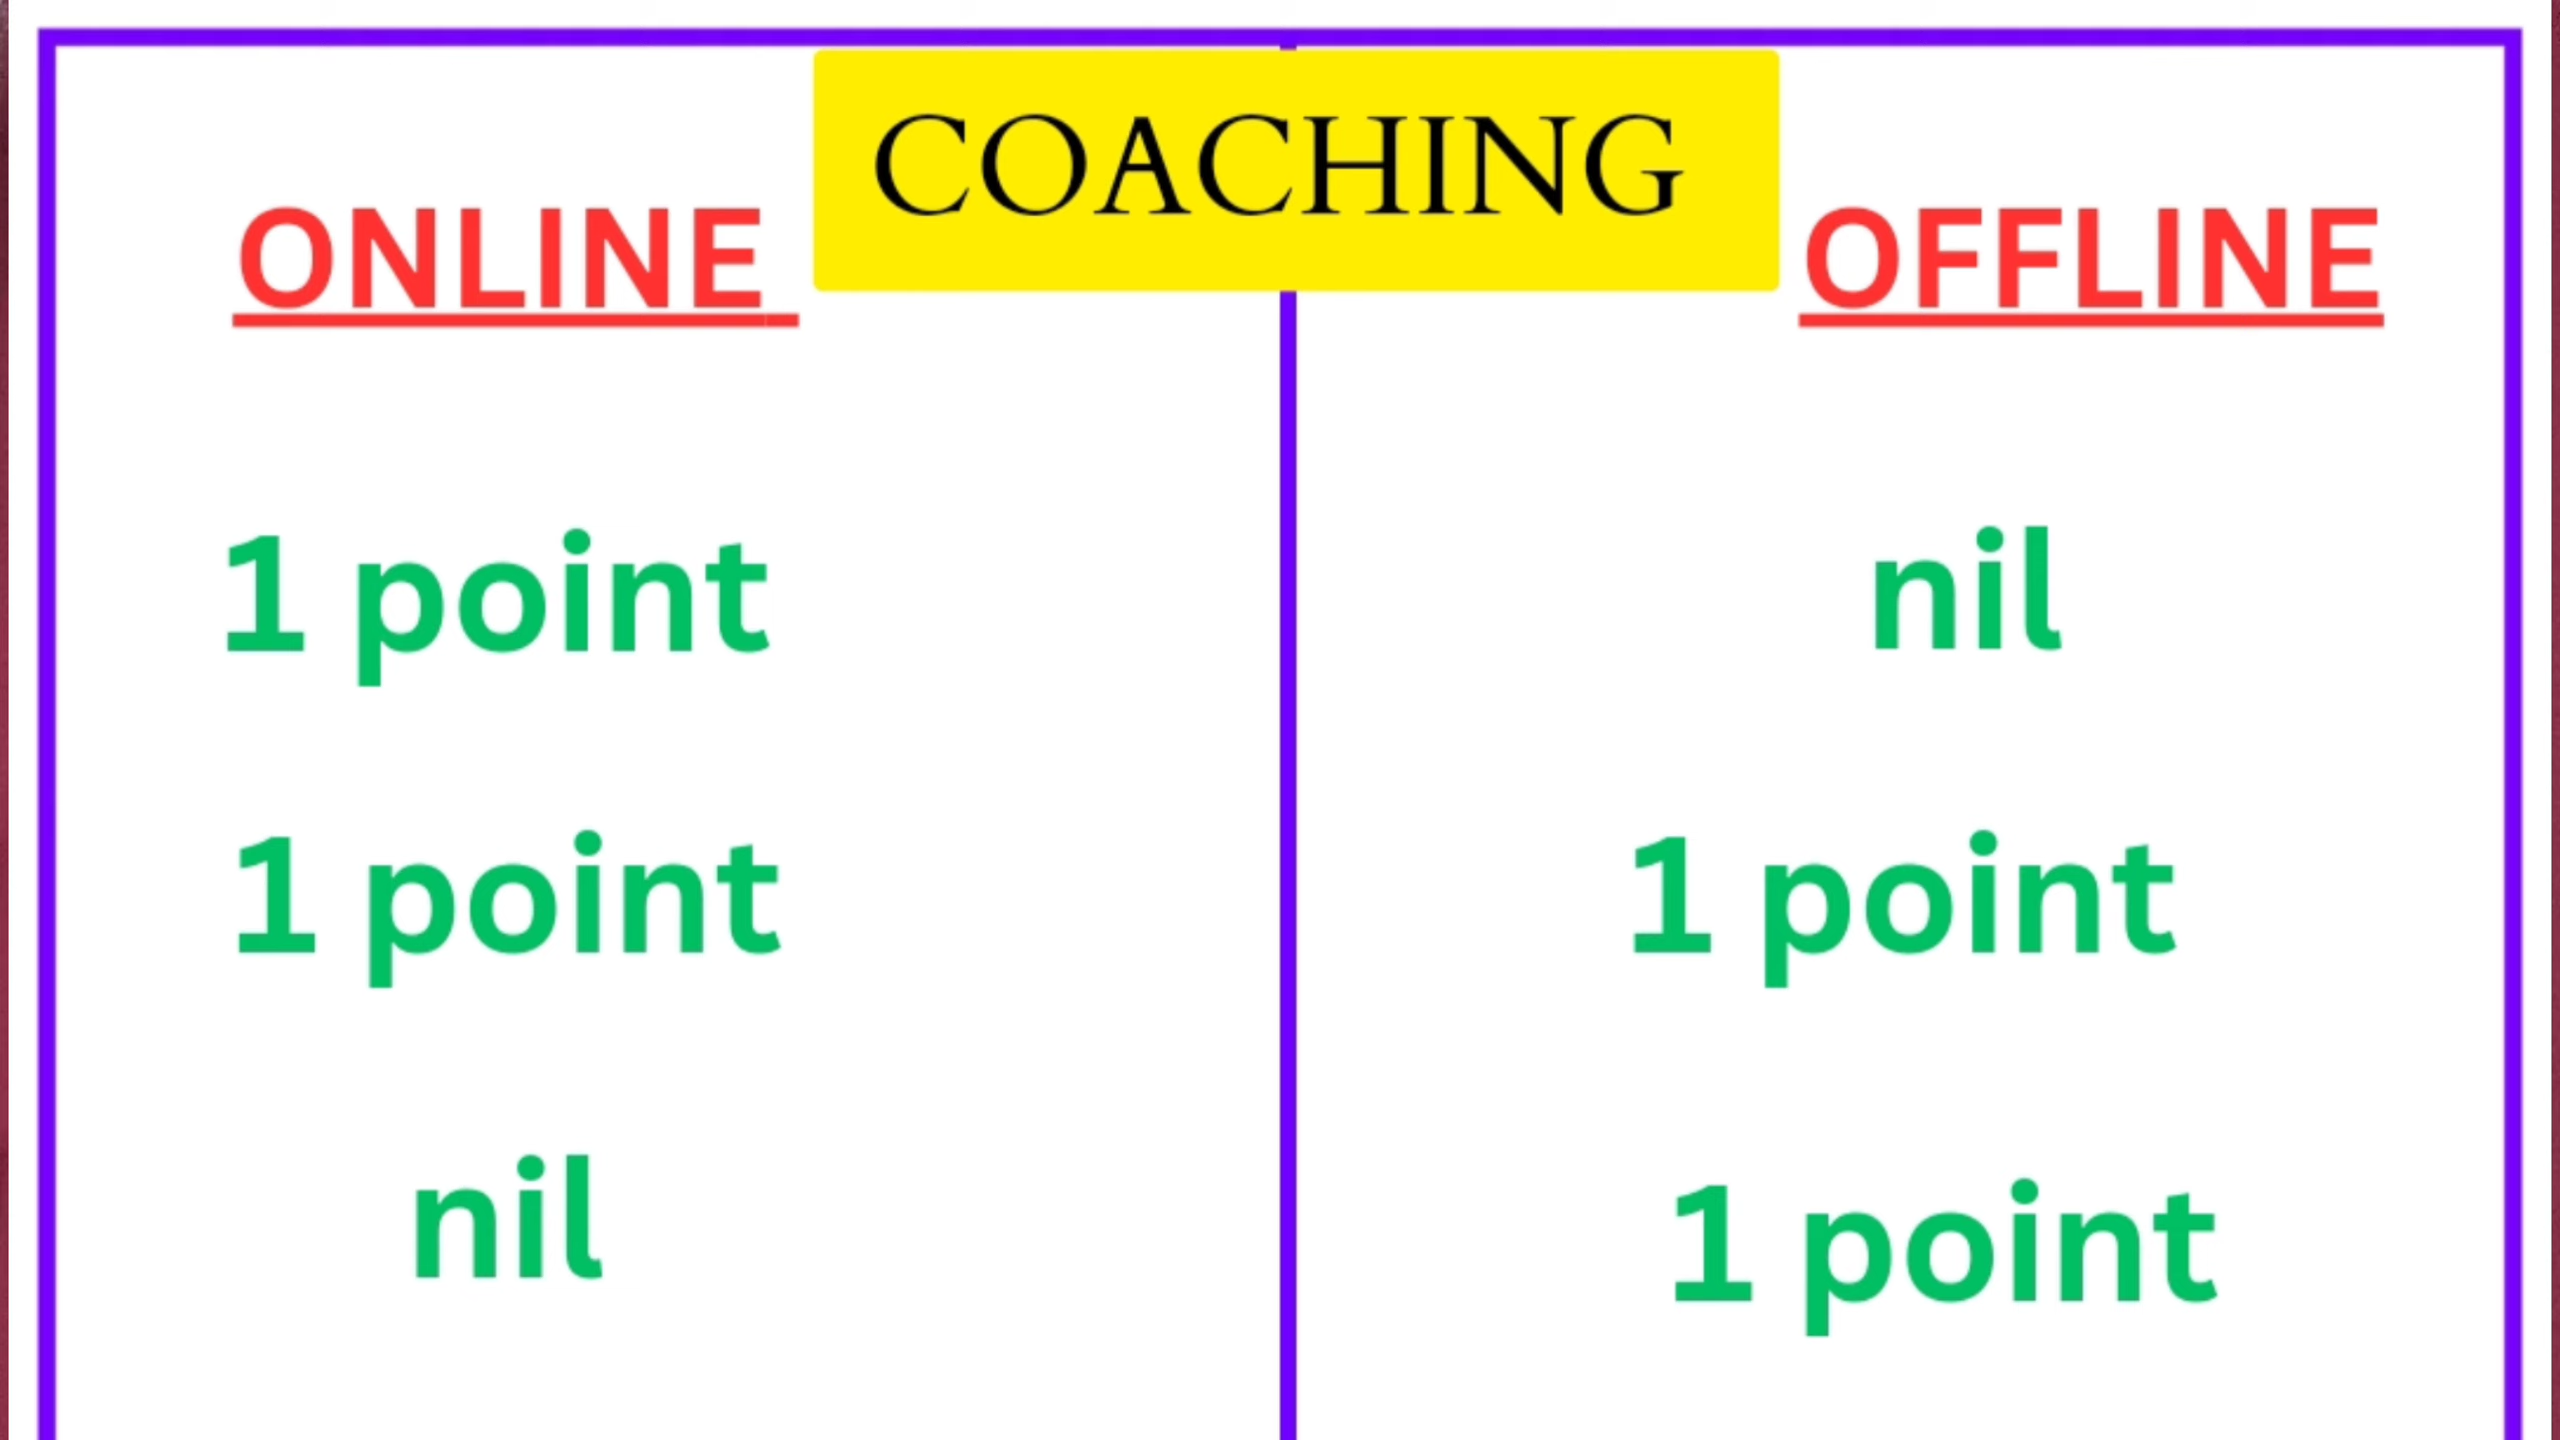 COACHING
ONLINE
OFFLINE
1 point
nil
1 point
1 point
nil
1 point